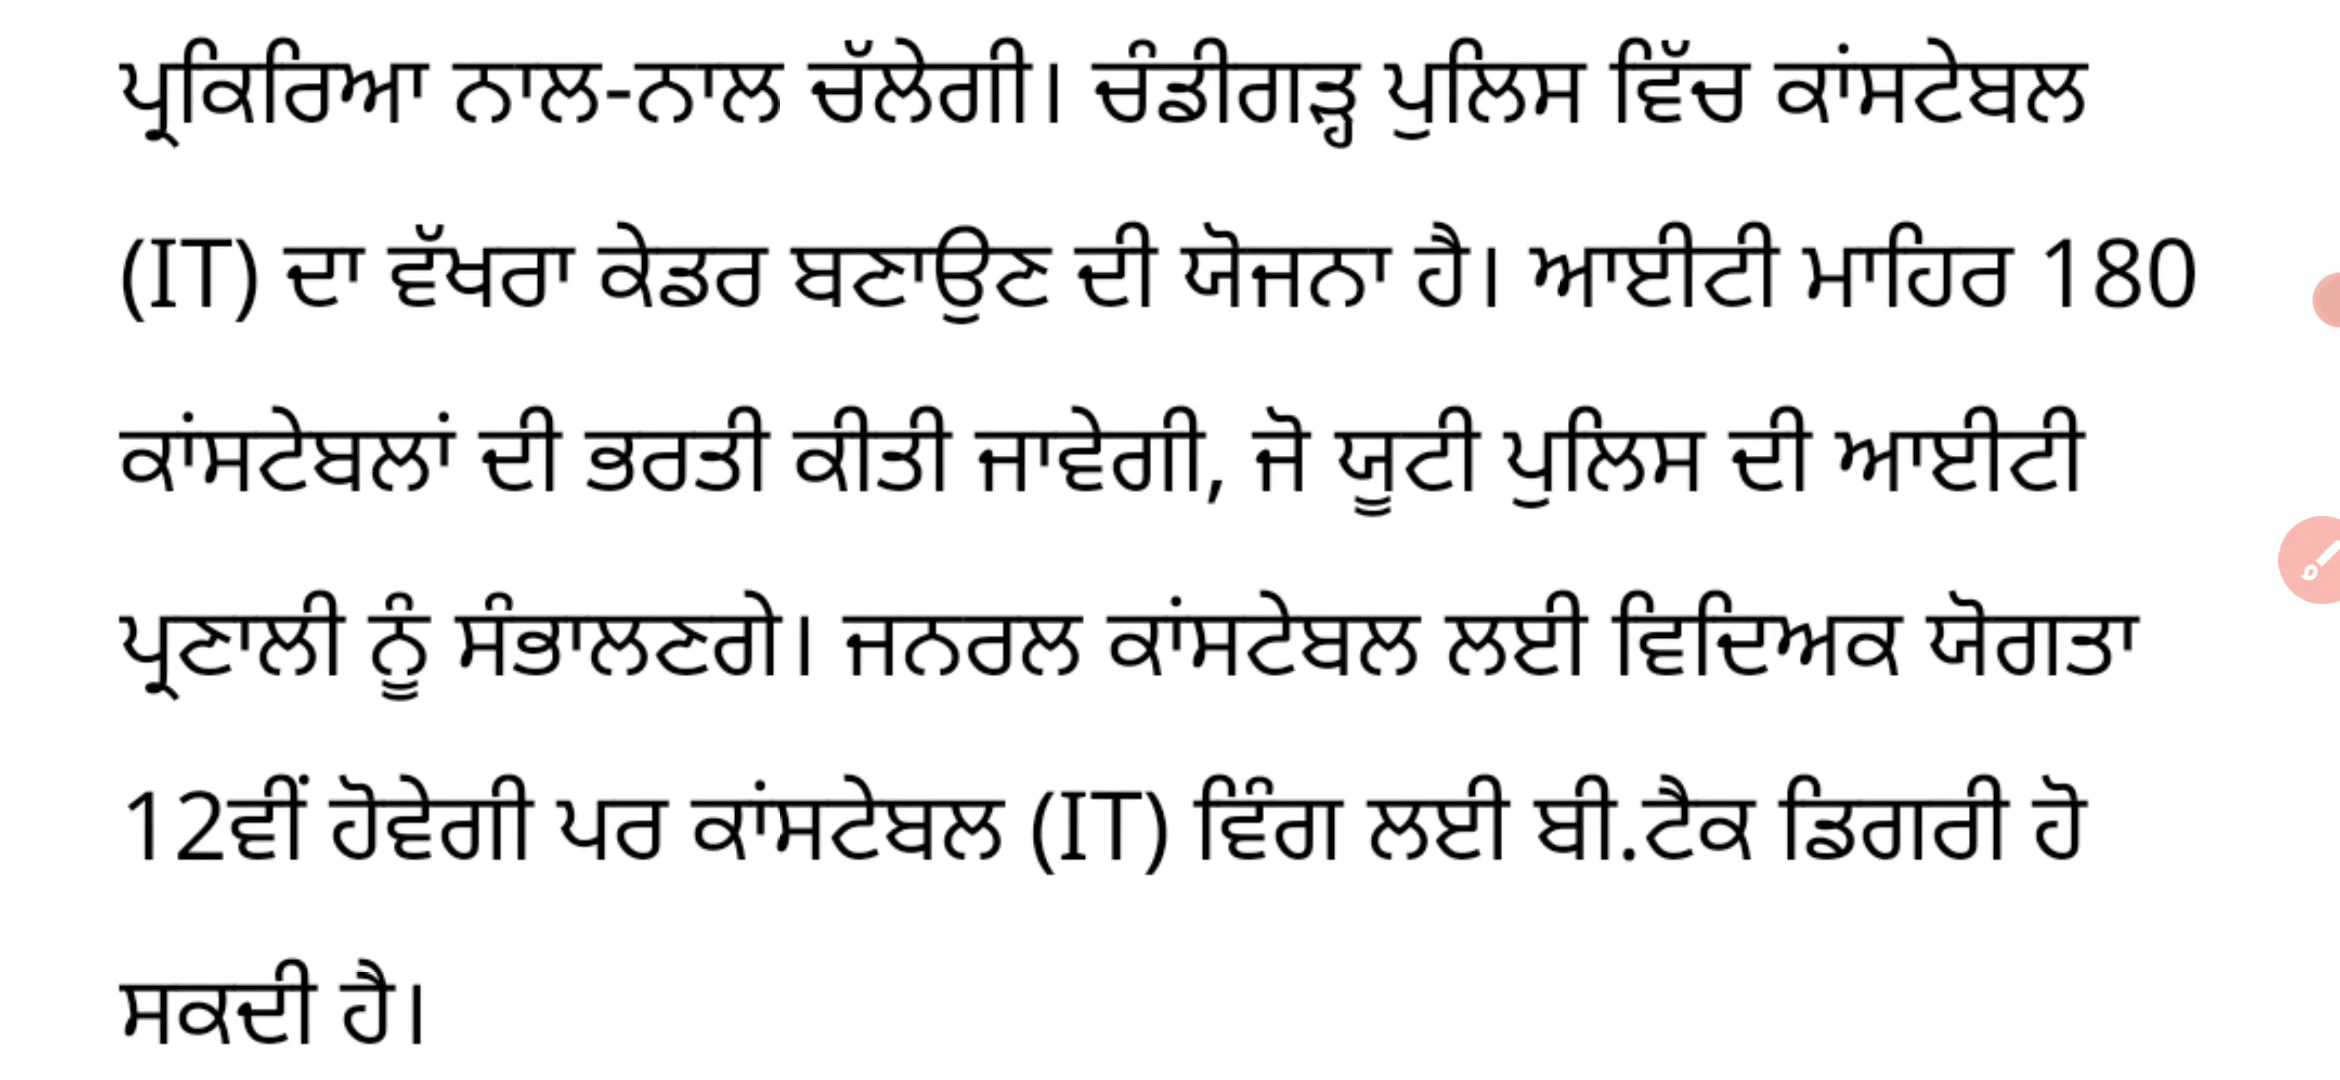 ਪ੍ਰਕਿਰਿਆ ਨਾਲ-ਨਾਲ ਚੱਲੇਗੀ। ਚੰਡੀਗੜ੍ਹ ਪੁਲਿਸ ਵਿੱਚ ਕਾਂਸਟੇਬਲ
(IT) ਦਾ ਵੱਖਰਾ ਕੇਡਰ ਬਣਾਉਣ ਦੀ ਯੋਜਨਾ ਹੈ। ਆਈਟੀ ਮਾਹਿਰ 180
ਕਾਂਸਟੇਬਲਾਂ ਦੀ ਭਰਤੀ ਕੀਤੀ ਜਾਵੇਗੀ, ਜੋ ਯੂਟੀ ਪੁਲਿਸ ਦੀ ਆਈਟੀ
ਪ੍ਰਣਾਲੀ ਨੂੰ ਸੰਭਾਲਣਗੇ। ਜਨਰਲ ਕਾਂਸਟੇਬਲ ਲਈ ਵਿਦਿਅਕ ਯੋਗਤਾ
12ਵੀਂ ਹੋਵੇਗੀ ਪਰ ਕਾਂਸਟੇਬਲ (IT) ਵਿੰਗ ਲਈ ਬੀ.ਟੈਕ ਡਿਗਰੀ ਹੋ
ਸਕਦੀ ਹੈ।